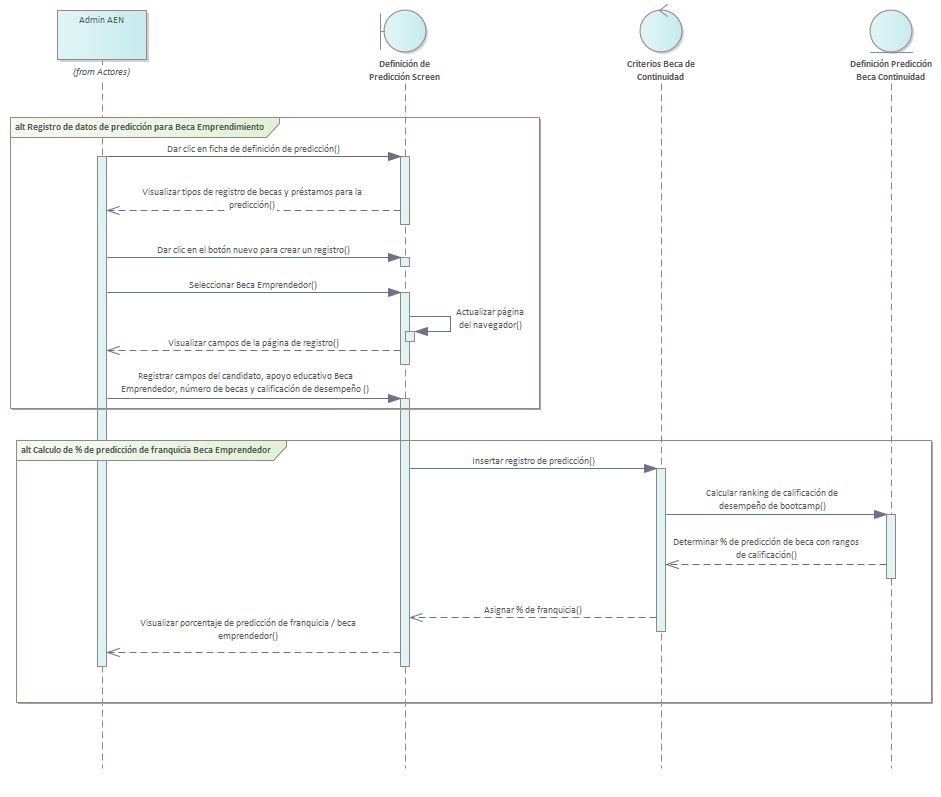 Admin AEN
(from Actores)
Definición de
Predicción Screen
Criterios Beca de
Continuidad
Definición Predicción
Beca Continuidad
alt Registro de datos de predicción para Beca Emprendimiento
Dar clic en ficha de definición de predicción()
Visualizar tipos de registro de becas y préstamos para la
predicción()
Dar clic en el botón nuevo para crear un registro()
Seleccionar Beca Emprendedor()
Actualizar página
del navegador()
Visualizar campos de la página de registro()
Registrar campos del candidato, apoyo educativo Beca
Emprendedor, número de becas y calificación de desempeño ()
alt Calculo de % de predicción de franquicia Beca Emprendedor
Insertar registro de predicción()
Calcular ranking de calificación de
desempeño de bootcamp()
Determinar % de predicción de beca con rangos
de calificación()
Asignar % de franquicia()
Visualizar porcentaje de predicción de franquicia / beca
emprendedor()